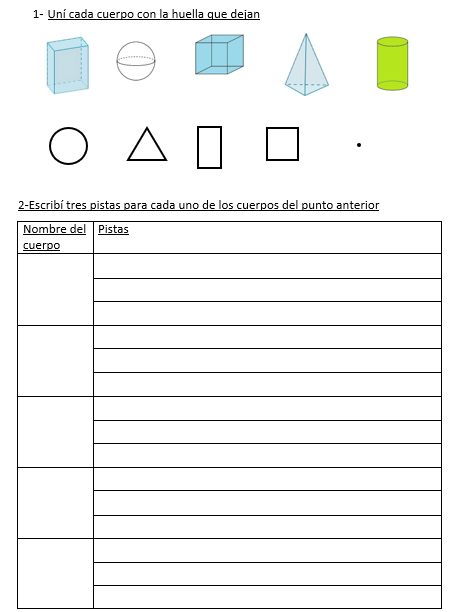 1- Uní cada cuerpo con la huella que dejan
2-Escribí tres pistas para cada uno de los cuerpos del punto anterior
Nombre del cuerpo
Pistas